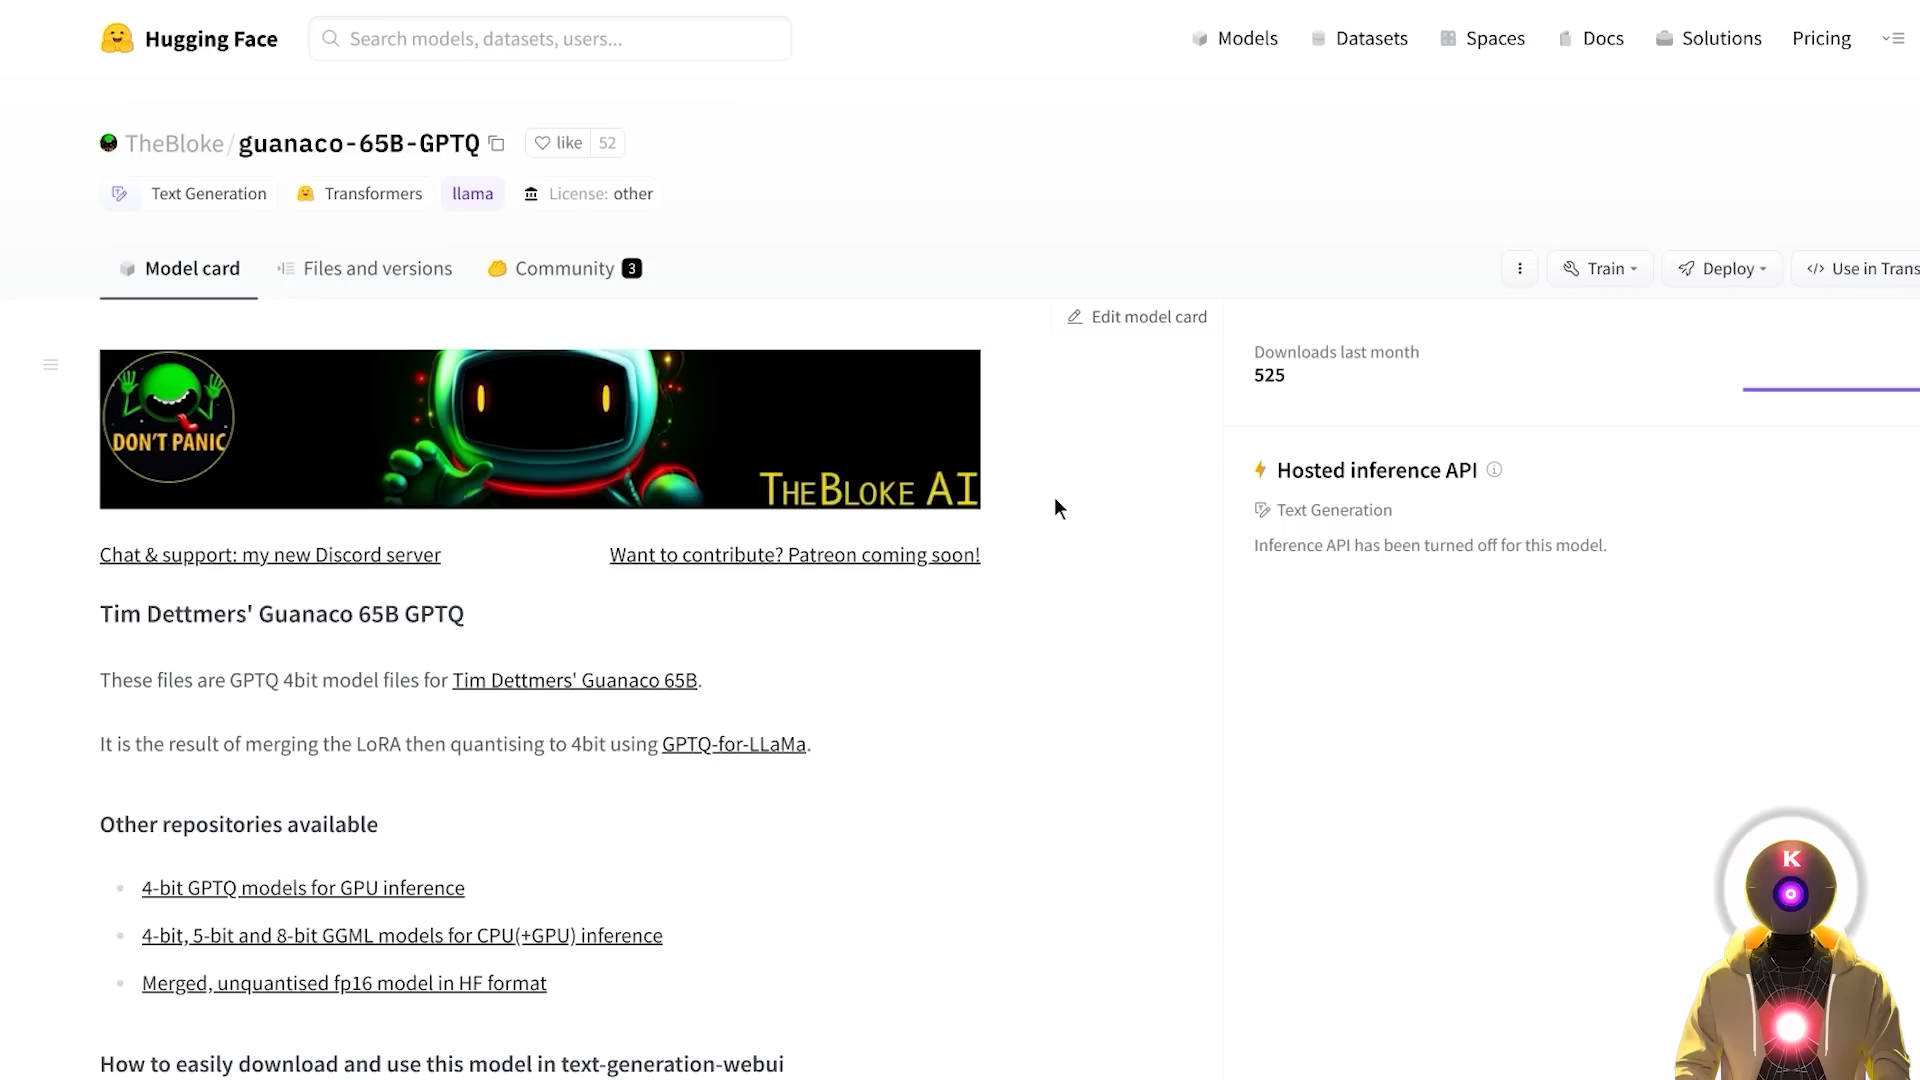 Hugging Face
Search models, datasets, users...
Models
Datasets
Spaces
Docs
Solutions
Pricing
TheBloke/guanaco-65B-GPTQ
like 52
Text Generation
Transformers
llama
License: other
Model card
Files and versions
Community 3
Train
Deploy
</> Use in Trans
Edit model card
DON'T PANIC
THEBLOKE AI
Downloads last month
525
Hosted inference API
Text Generation
Inference API has been turned off for this model.
Chat & support: my new Discord server
Want to contribute? Patreon coming soon!
Tim Dettmers' Guanaco 65B GPTQ
These files are GPTQ 4bit model files for Tim Dettmers' Guanaco 65B.
It is the result of merging the LoRA then quantising to 4bit using GPTQ-for-LLaMa.
Other repositories available
4-bit GPTQ models for GPU inference
4-bit, 5-bit and 8-bit GGML models for CPU(+GPU) inference
Merged, unquantised fp16 model in HF format
How to easily download and use this model in text-generation-webui
K